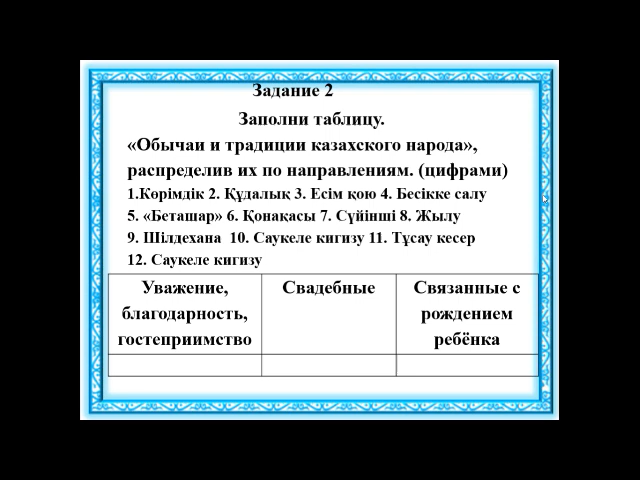 Задание 2
Заполни таблицу.
«Обычаи и традиции казахского народа»,
распределив их по направлениям. (цифрами)
1.Көрімдік 2. Құдалық 3. Есім қою 4. Бесікке салу
5. «Беташар» 6. Қонақасы 7. Сүйінші 8. Жылу
9. Шілдехана 10. Саукеле кигизу 11. Тұсау кесер
12. Саукеле кигизу
Уважение,
благодарность,
гостеприимство
Свадебные
Связанные с
рождением
ребёнка